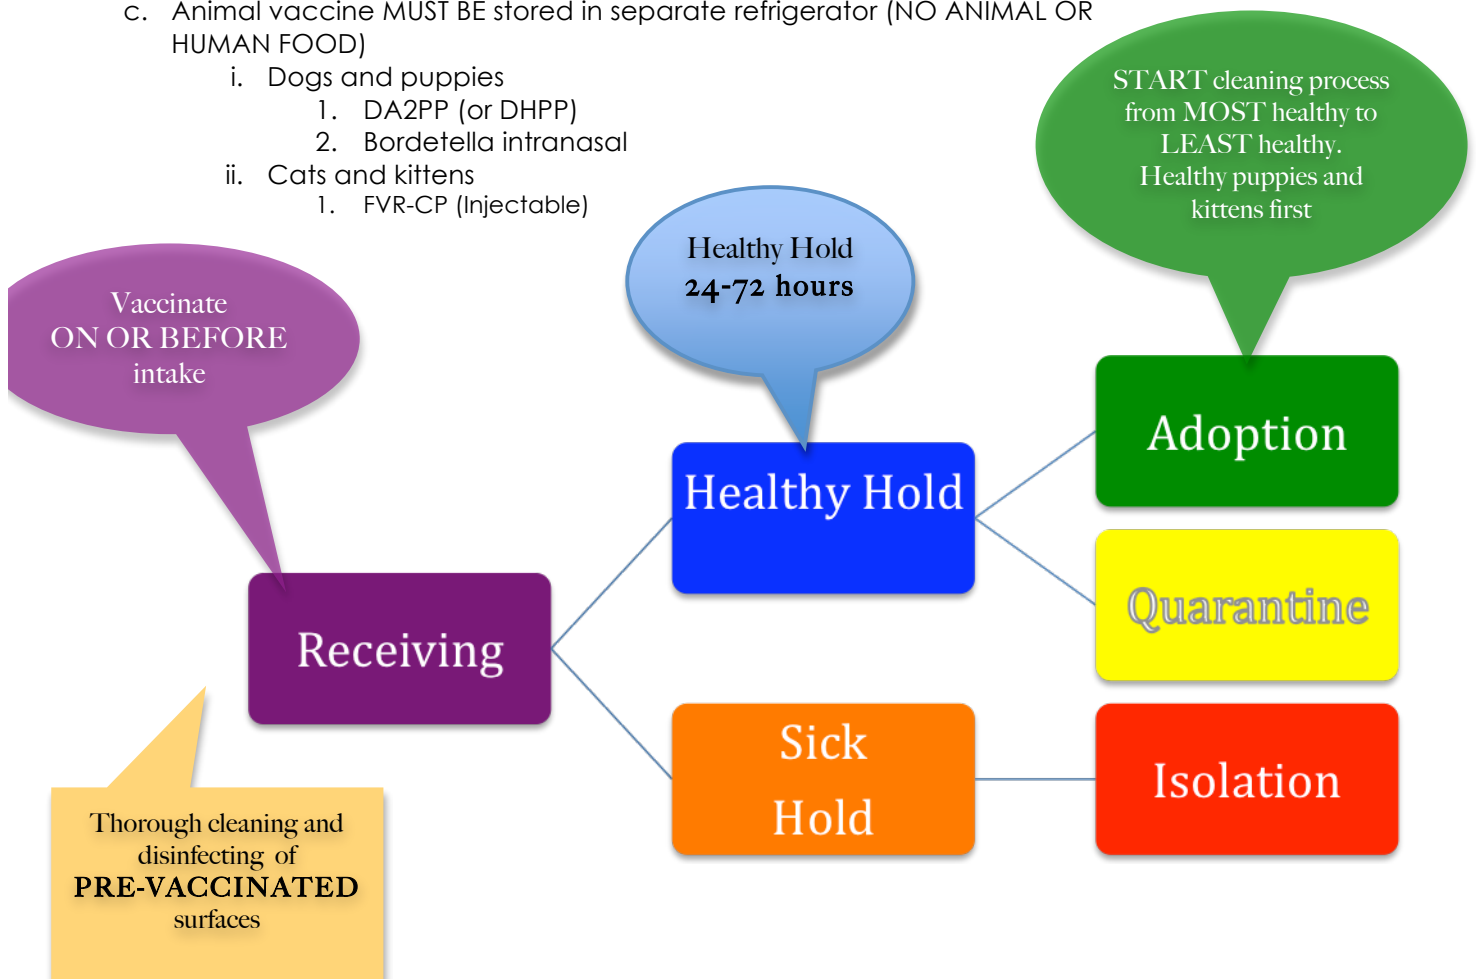 c. Animal vaccine MUST BE stored in separate refrigerator (NO ANIMAL OR
HUMAN FOOD)
i. Dogs and puppies
1. DA2PP (or DHPP)
2. Bordetella intranasal
ii. Cats and kittens
1. FVR-CP (Injectable)
START cleaning process
from MOST healthy to
LEAST healthy.
Healthy puppies and
kittens first
Healthy Hold
24-72 hours
Vaccinate
ON OR BEFORE
intake
Adoption
Healthy Hold
Quarantine
Receiving
Sick
Hold
Isolation
Thorough cleaning and
disinfecting of
PRE-VACCINATED
surfaces